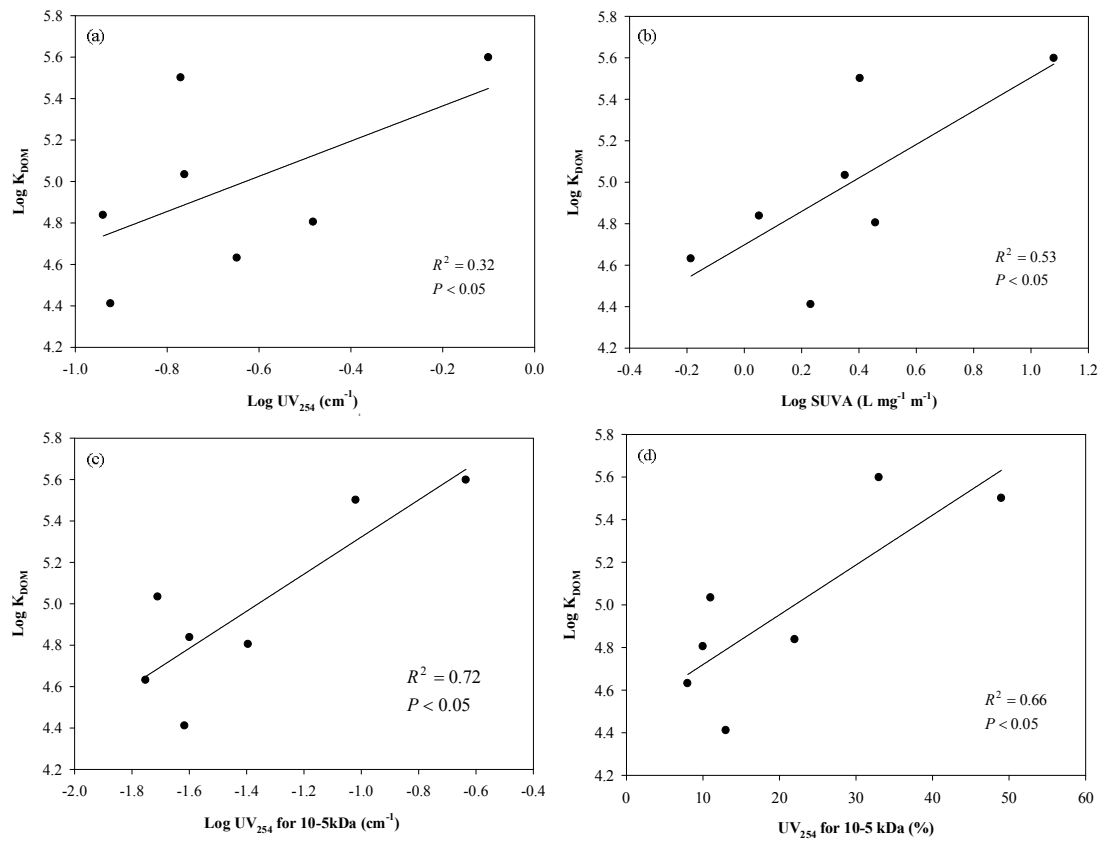 (a)
5.8
5.6
5.4
5.2
5.0
4.8
4.6
4.4
4.2
Log K_DOM
R² = 0.32
P < 0.05
-1.0 -0.8 -0.6 -0.4 -0.2 0.0
Log UV₂₅₄ (cm⁻¹)
(b)
5.8
5.6
5.4
5.2
5.0
4.8
4.6
4.4
4.2
Log K_DOM
R² = 0.53
P < 0.05
-0.4 -0.2 0.0 0.2 0.4 0.6 0.8 1.0 1.2
Log SUVA (L mg⁻¹ m⁻¹)
(c)
5.8
5.6
5.4
5.2
5.0
4.8
4.6
4.4
4.2
Log K_DOM
R² = 0.72
P < 0.05
-2.0 -1.8 -1.6 -1.4 -1.2 -1.0 -0.8 -0.6 -0.4
Log UV₂₅₄ for 10-5kDa (cm⁻¹)
(d)
5.8
5.6
5.4
5.2
5.0
4.8
4.6
4.4
4.2
Log K_DOM
R² = 0.66
P < 0.05
0 10 20 30 40 50 60
UV₂₅₄ for 10-5 kDa (%)